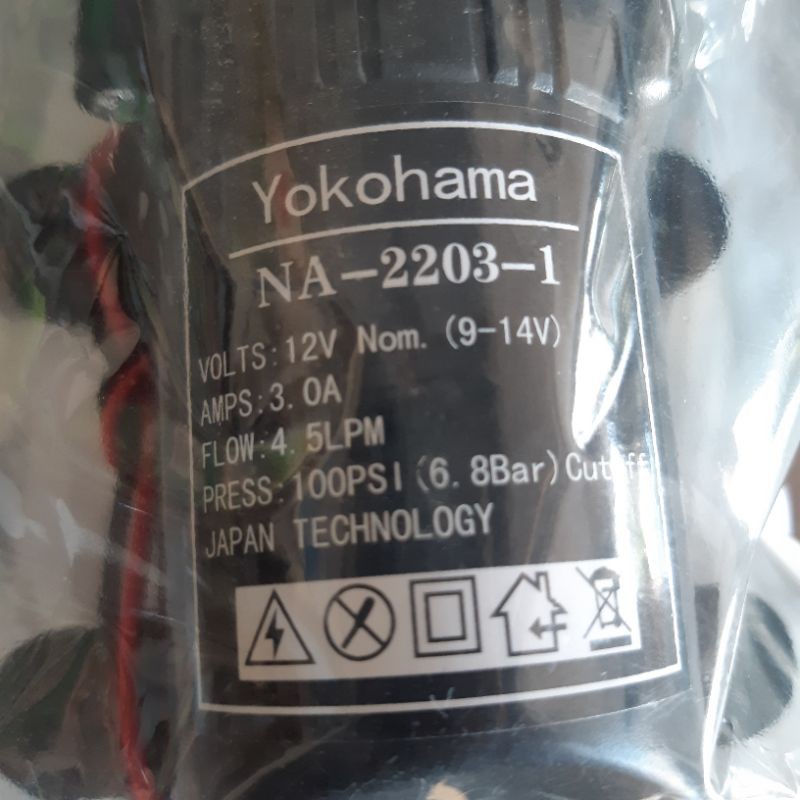 Yokohama
NA-2203-1
VOLTS:12V Nom. (9-14V)
AMPS:3.0A
FLOW:4.5LPM
PRESS:100PSI(6.8Bar)
JAPAN TECHNOLOGY